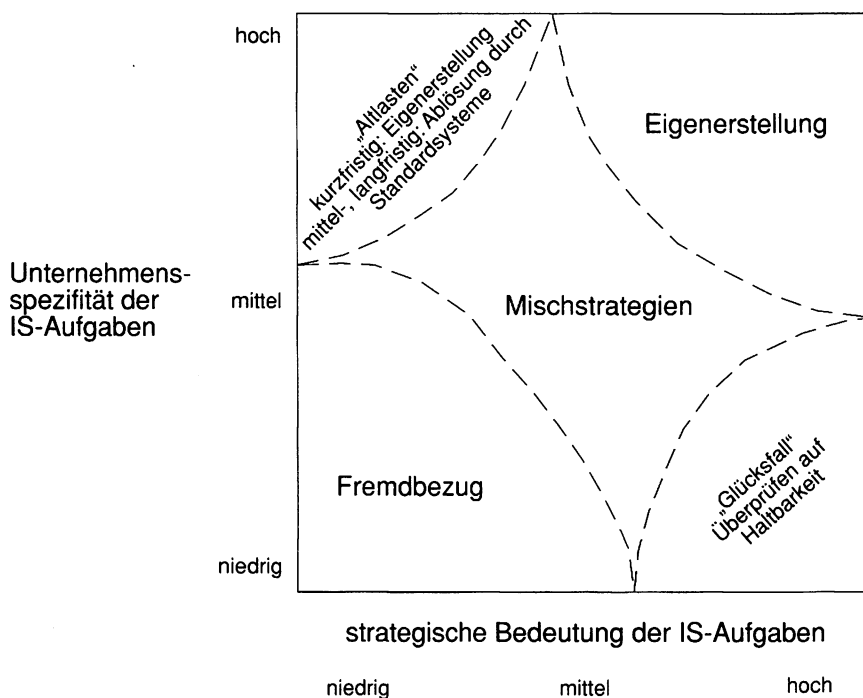 hoch
„Altlasten“
kurzfristig: Eigenerstellung
mittel-, langfristig: Ablösung durch
Standardsysteme
Eigenerstellung
Unternehmens-
spezifität der
IS-Aufgaben
mittel
Mischstrategien
Fremdbezug
„Glücksfall“
Überprüfen auf
Haltbarkeit
niedrig
strategische Bedeutung der IS-Aufgaben
niedrig
mittel
hoch